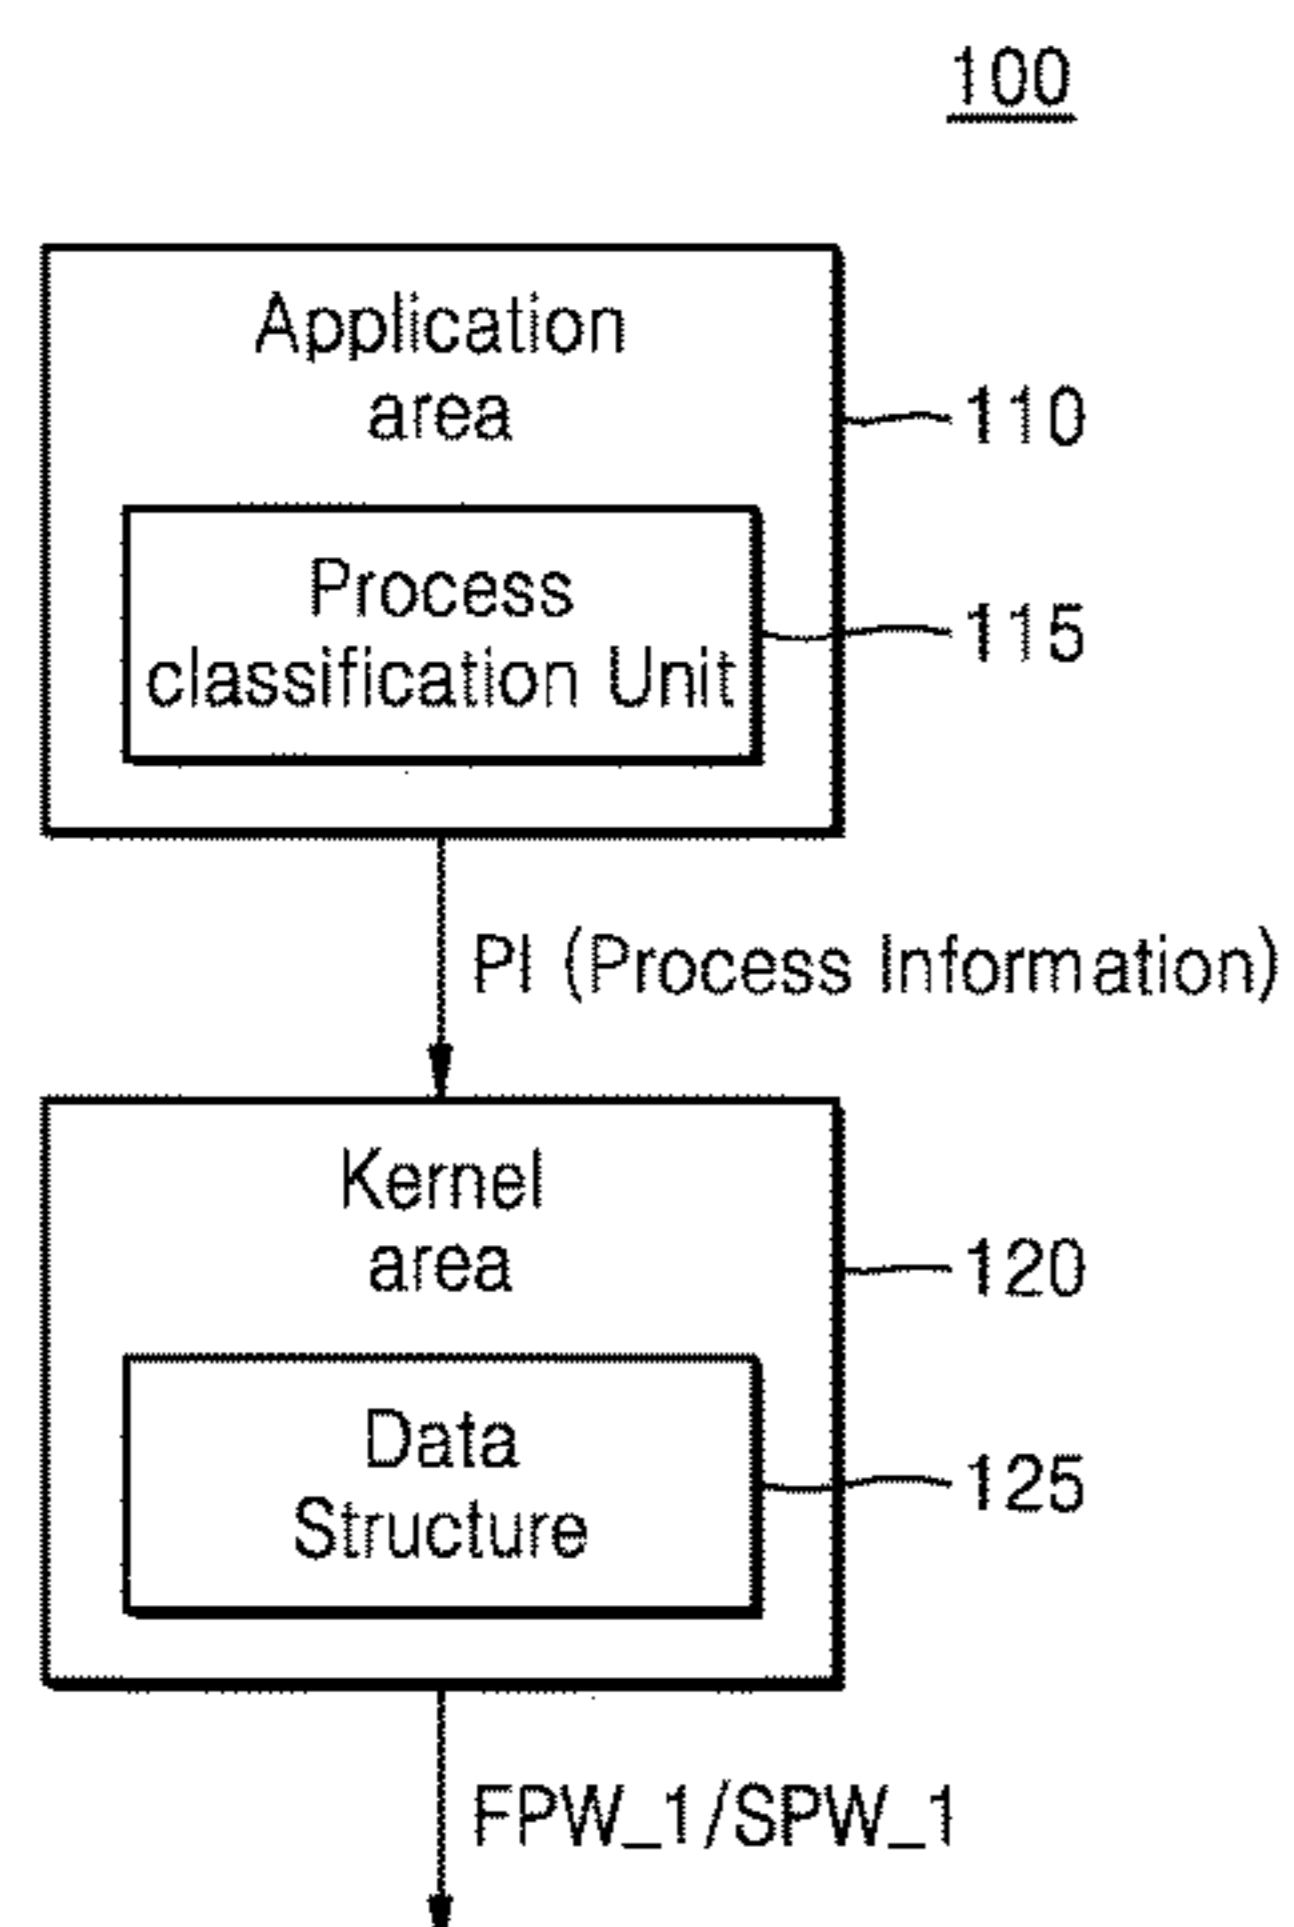 100
Application
area
110
Process
classification Unit
115
PI (Process Information)
Kernel
area
120
Data
Structure
125
FPW_1/SPW_1